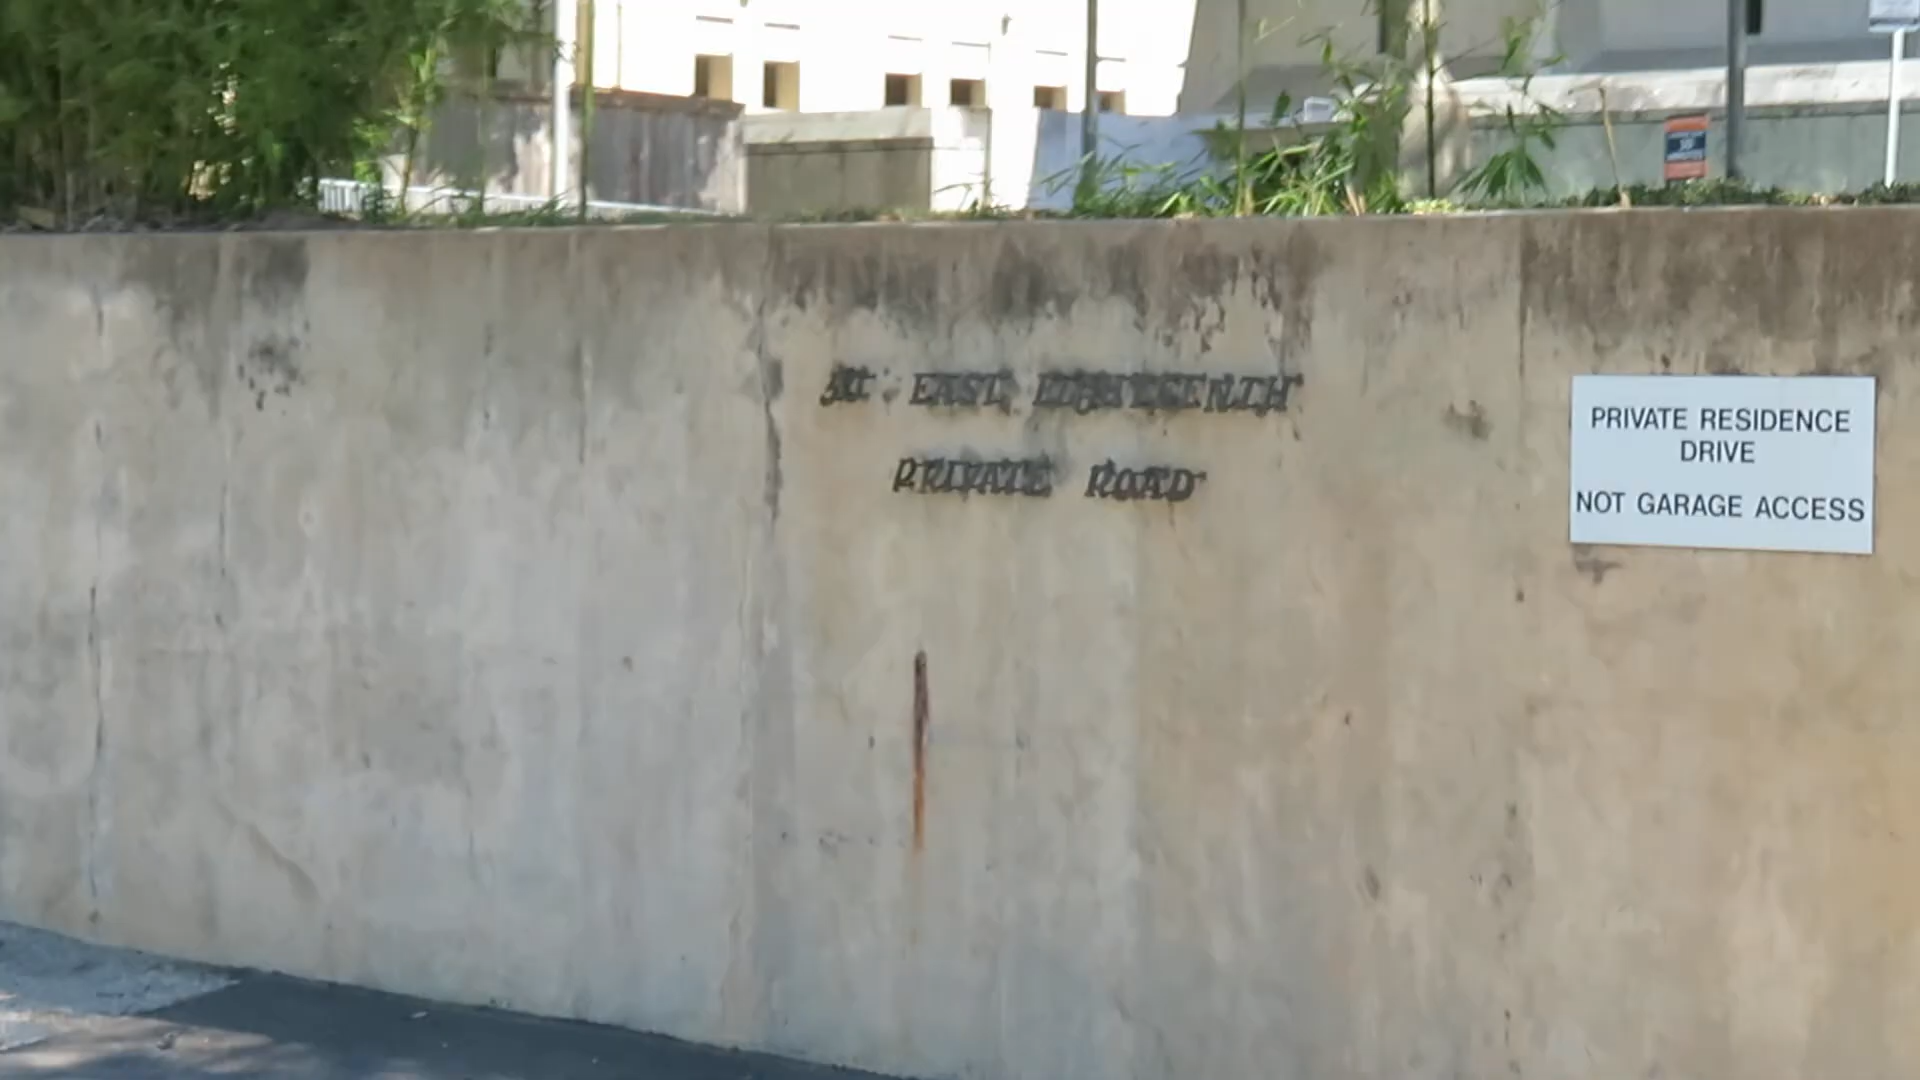 EAST EIGHTEENTH
PRIVATE ROAD
PRIVATE RESIDENCE
DRIVE
NOT GARAGE ACCESS